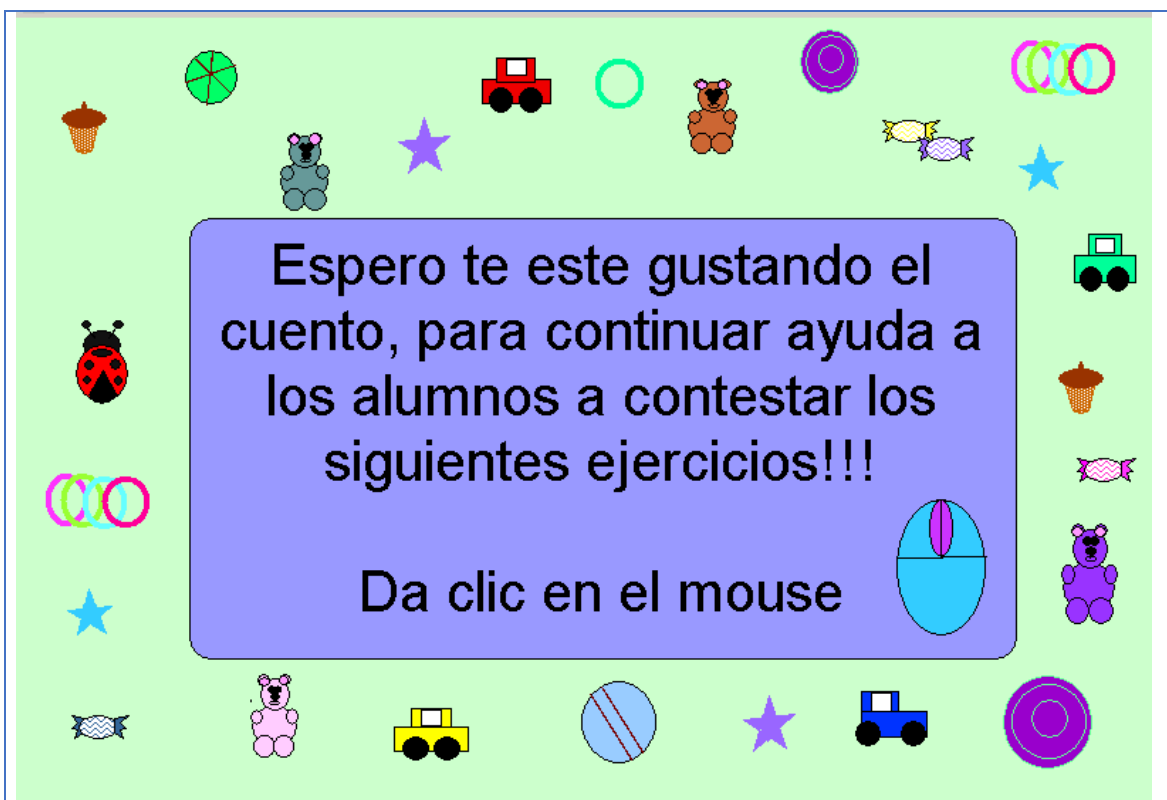 Espero te este gustando el
cuento, para continuar ayuda a
los alumnos a contestar los
siguientes ejercicios!!!
Da clic en el mouse